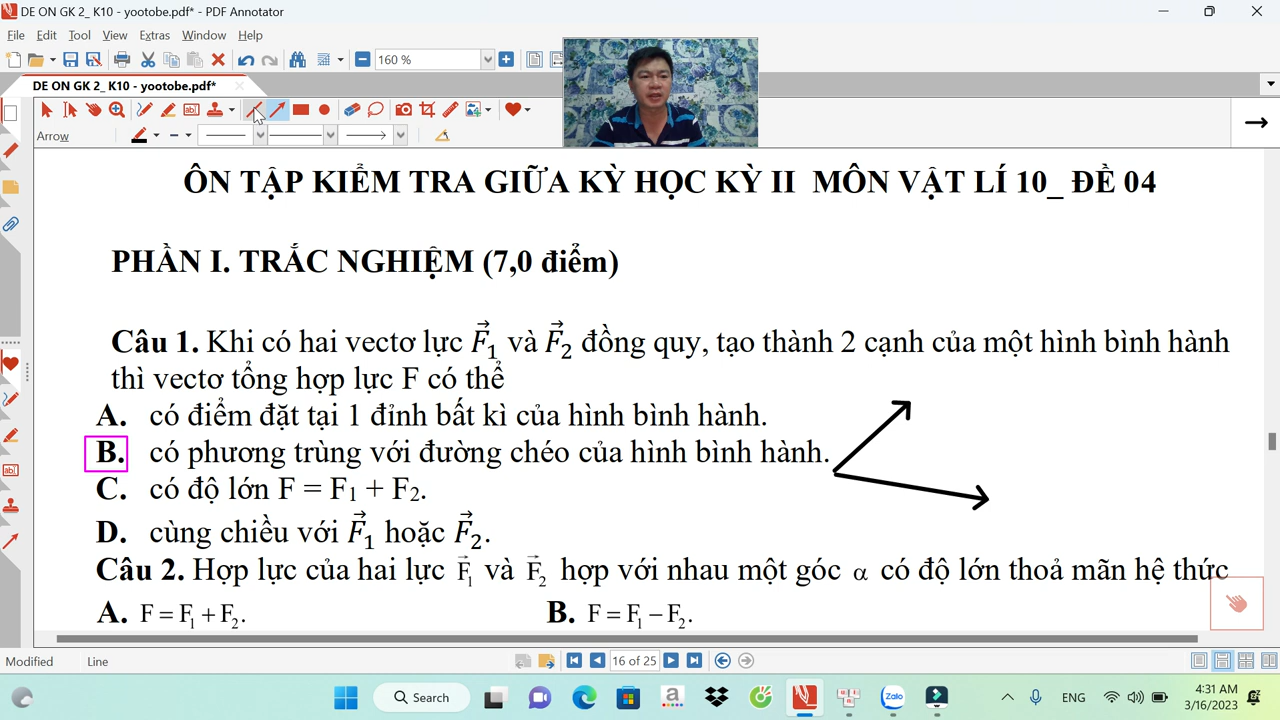 DE ON GK 2_ K10 - yootobe.pdf* - PDF Annotator
File Edit Tool View Extras Window Help
160 %
DE ON GK 2_ K10 - yootobe.pdf*
Arrow
ÔN TẬP KIỂM TRA GIỮA KỲ HỌC KỲ II MÔN VẬT LÍ 10_ ĐỀ 04
PHẦN I. TRẮC NGHIỆM (7,0 điểm)
Câu 1. Khi có hai vectơ lực F⃗₁ và F⃗₂ đồng quy, tạo thành 2 cạnh của một hình bình hành
thì vectơ tổng hợp lực F có thể
A. có điểm đặt tại 1 đỉnh bất kì của hình bình hành.
B. có phương trùng với đường chéo của hình bình hành.
C. có độ lớn F = F₁ + F₂.
D. cùng chiều với F⃗₁ hoặc F⃗₂.
Câu 2. Hợp lực của hai lực F⃗₁ và F⃗₂ hợp với nhau một góc α có độ lớn thoả mãn hệ thức
A. F = F₁ + F₂. B. F = F₁ − F₂.
Modified Line 16 of 25
Search Zalo ENG 4:31 AM
3/16/2023